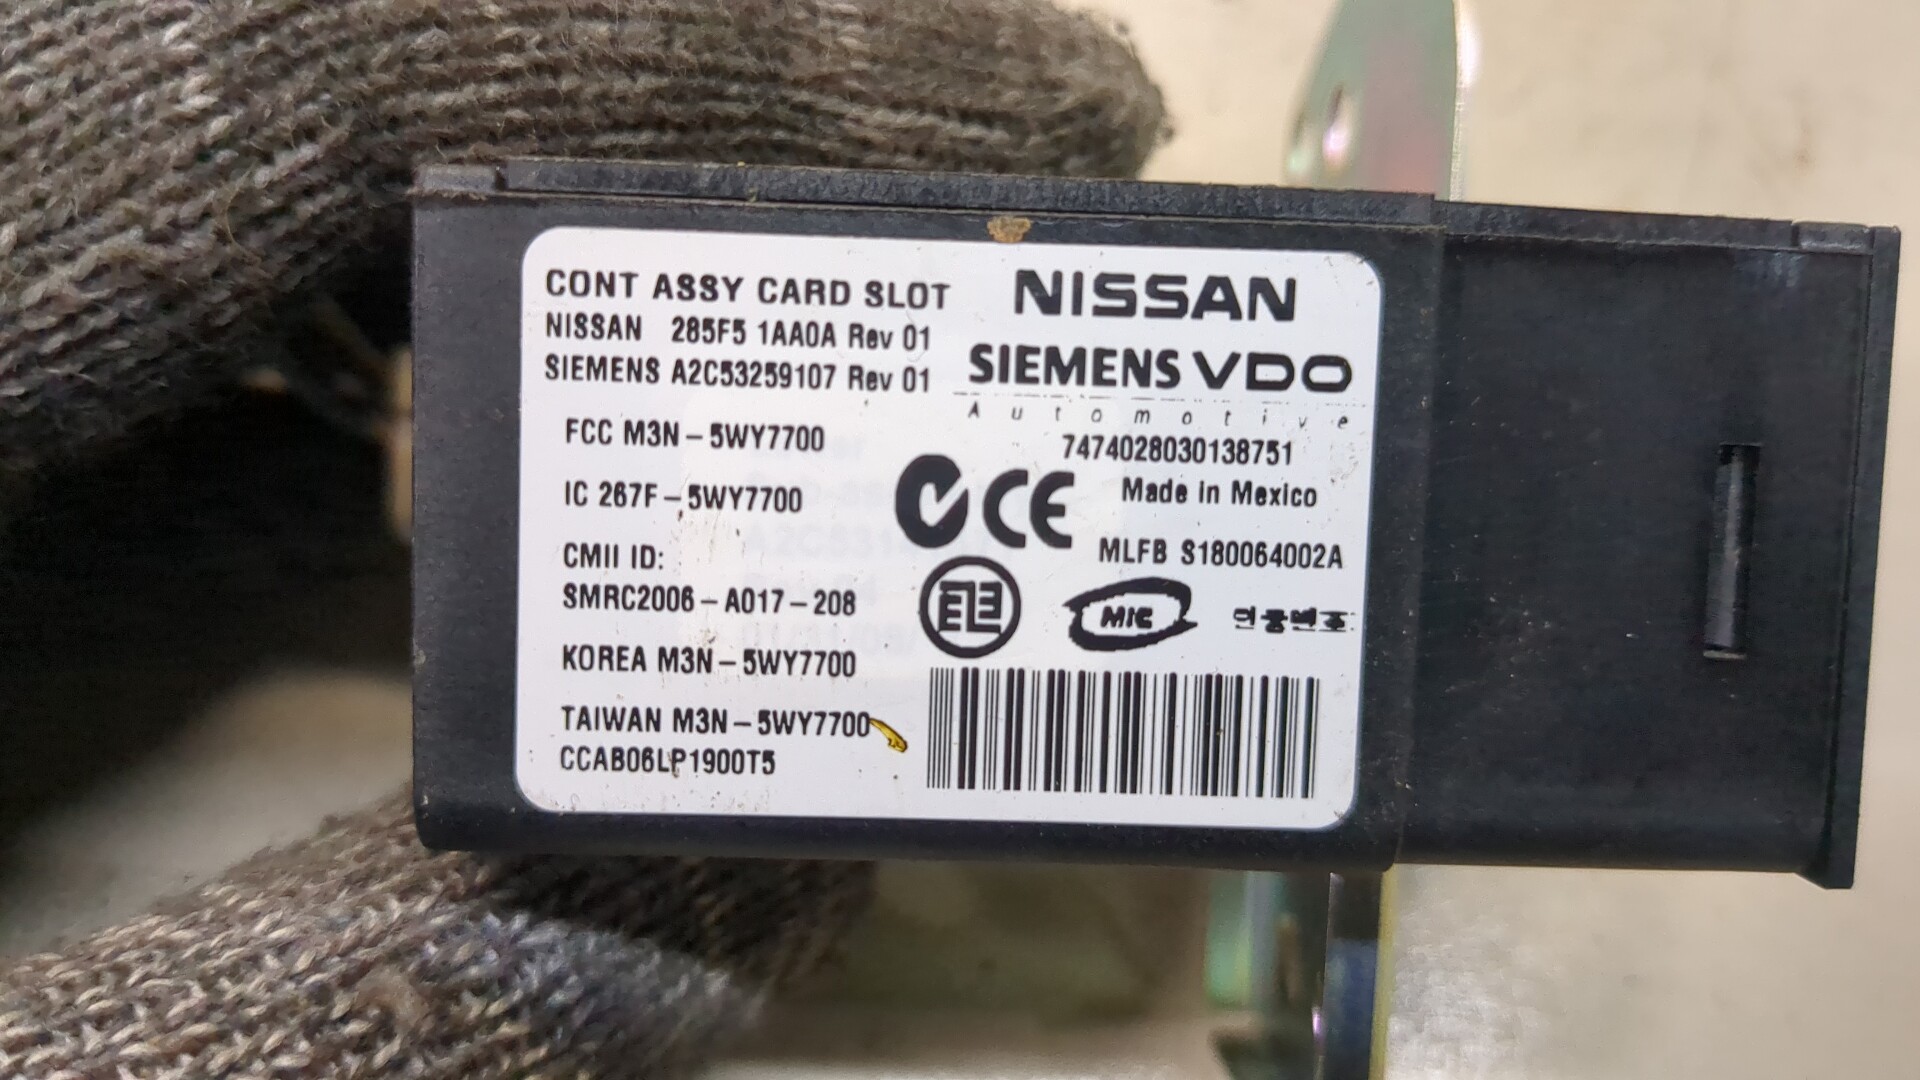 CONT ASSY CARD SLOT
NISSAN 285F5 1AA0A Rev 01
SIEMENS A2C53259107 Rev 01
FCC M3N-5WY7700
IC 267F-5WY7700
CMII ID:
SMRC2006-A017-208
KOREA M3N-5WY7700
TAIWAN M3N-5WY7700
CCAB06LP1900T5
NISSAN
SIEMENS VDO
Automotive
7474028030138751
CE
Made in Mexico
MLFB S180064002A
MIC